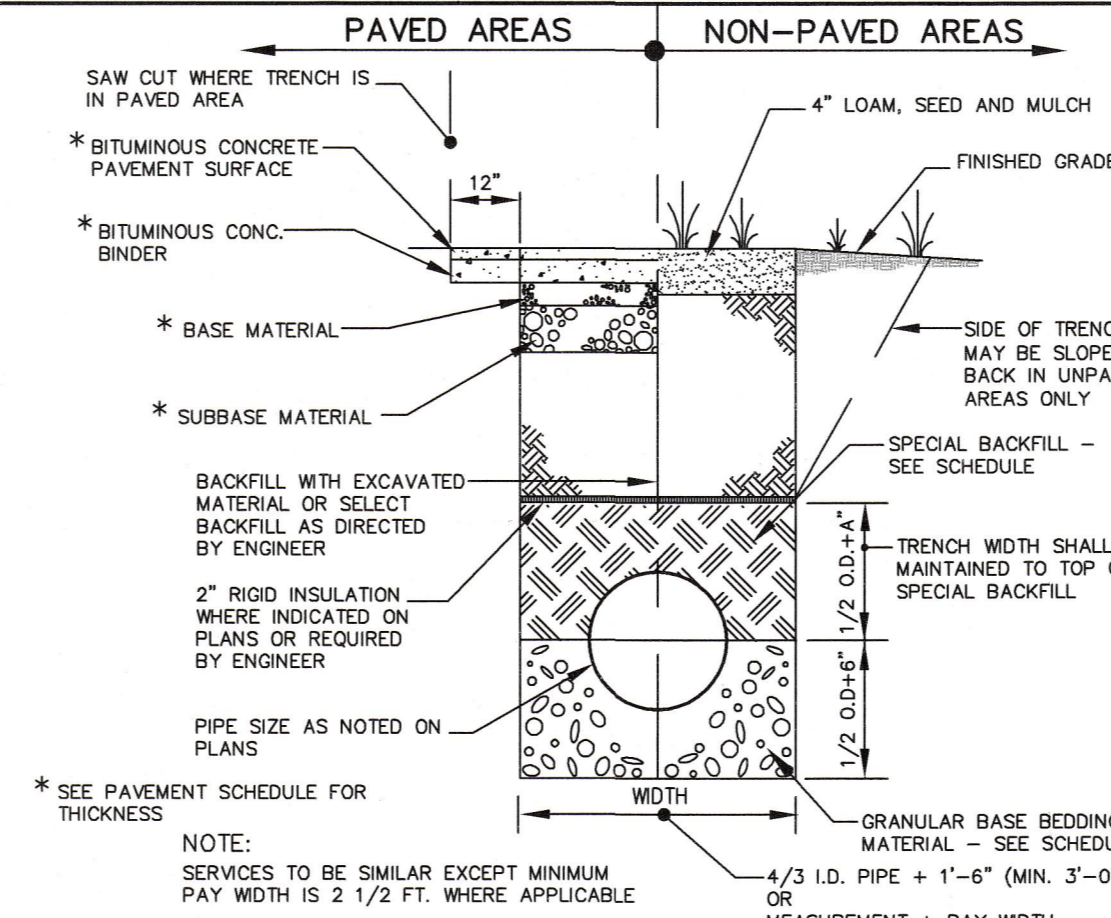 PAVED AREAS
NON-PAVED AREAS
SAW CUT WHERE TRENCH IS
IN PAVED AREA
4" LOAM, SEED AND MULCH
* BITUMINOUS CONCRETE
PAVEMENT SURFACE
FINISHED GRADE
12"
* BITUMINOUS CONC.
BINDER
* BASE MATERIAL
SIDE OF TRENC
MAY BE SLOPE
BACK IN UNPA
AREAS ONLY
* SUBBASE MATERIAL
SPECIAL BACKFILL –
SEE SCHEDULE
BACKFILL WITH EXCAVATED
MATERIAL OR SELECT
BACKFILL AS DIRECTED
BY ENGINEER
1/2 O.D.+A"
TRENCH WIDTH SHALL
MAINTAINED TO TOP O
SPECIAL BACKFILL
2" RIGID INSULATION
WHERE INDICATED ON
PLANS OR REQUIRED
BY ENGINEER
1/2 O.D+6"
PIPE SIZE AS NOTED ON
PLANS
* SEE PAVEMENT SCHEDULE FOR
THICKNESS
WIDTH
GRANULAR BASE BEDDING
MATERIAL – SEE SCHEDU
NOTE:
SERVICES TO BE SIMILAR EXCEPT MINIMUM
PAY WIDTH IS 2 1/2 FT. WHERE APPLICABLE
4/3 I.D. PIPE + 1'-6" (MIN. 3'-0
OR
MEASUREMENT & PAY WIDTH